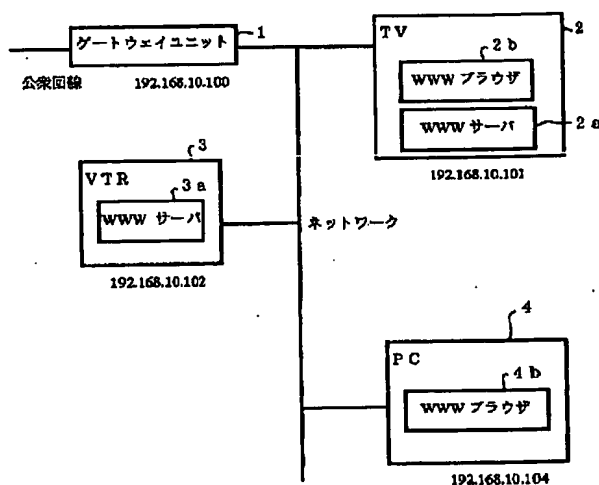 ゲートウェイユニット
1
公衆回線
192.168.10.100
TV
2
2b
WWW ブラウザ
WWW サーバ
2a
192.168.10.101
3
VTR
3a
WWW サーバ
192.168.10.102
ネットワーク
4
PC
4b
WWW ブラウザ
192.168.10.104